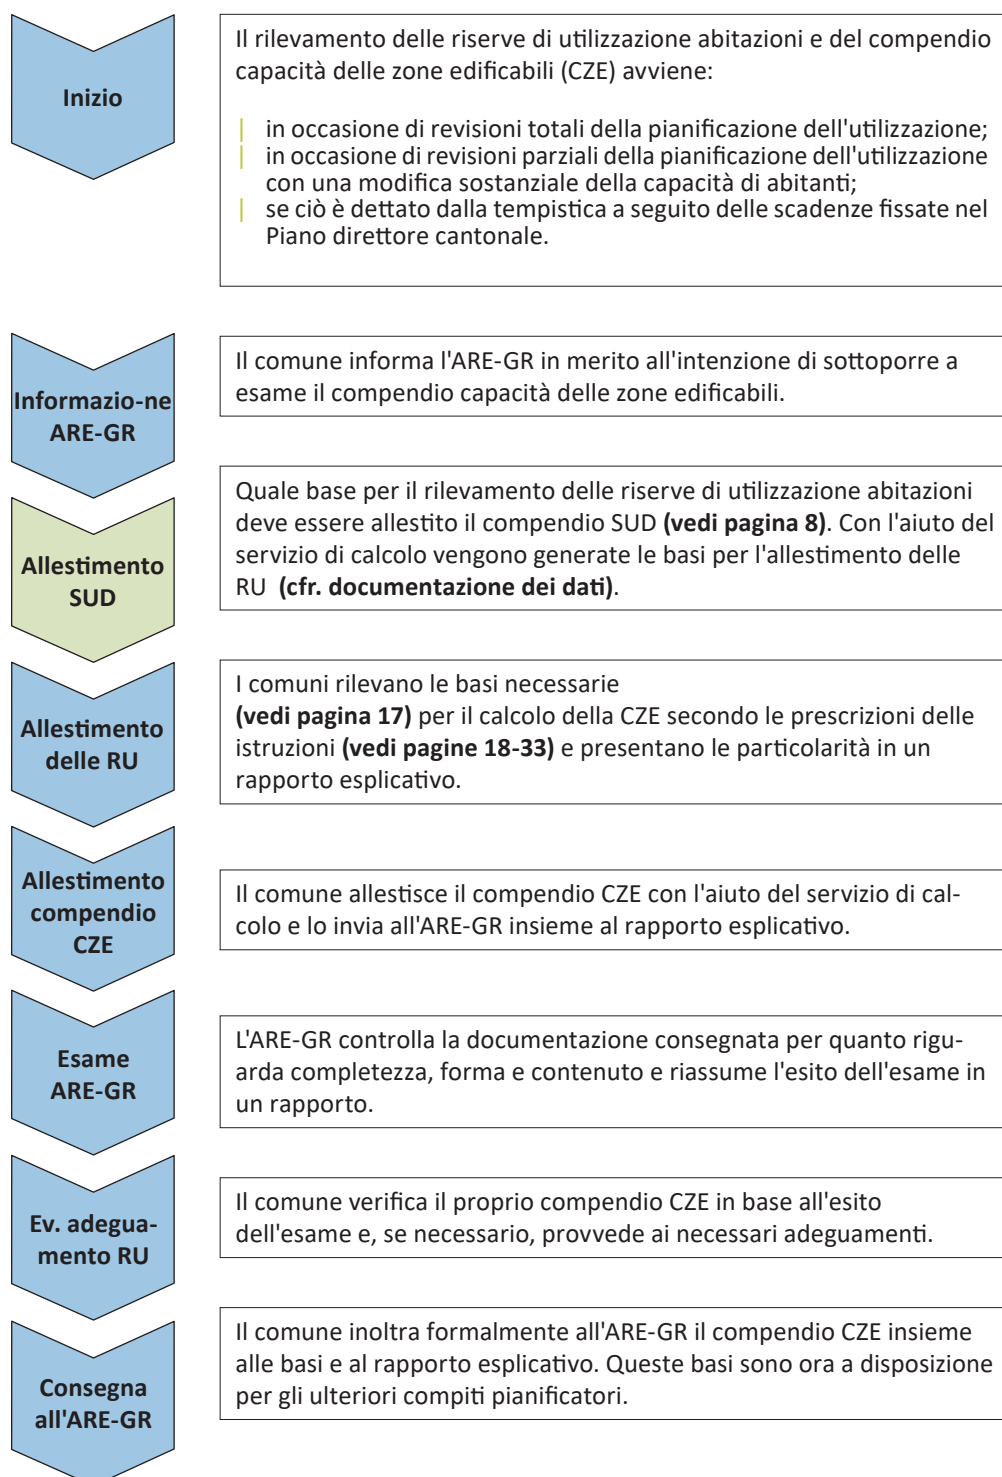 Inizio
Il rilevamento delle riserve di utilizzazione abitazioni e del compendio
capacità delle zone edificabili (CZE) avviene:
| in occasione di revisioni totali della pianificazione dell'utilizzazione;
| in occasione di revisioni parziali della pianificazione dell'utilizzazione
con una modifica sostanziale della capacità di abitanti;
| se ciò è dettato dalla tempistica a seguito delle scadenze fissate nel
Piano direttore cantonale.
Informazio-ne
ARE-GR
Il comune informa l'ARE-GR in merito all'intenzione di sottoporre a
esame il compendio capacità delle zone edificabili.
Allestimento
SUD
Quale base per il rilevamento delle riserve di utilizzazione abitazioni
deve essere allestito il compendio SUD (vedi pagina 8). Con l'aiuto del
servizio di calcolo vengono generate le basi per l'allestimento delle
RU (cfr. documentazione dei dati).
Allestimento
delle RU
I comuni rilevano le basi necessarie
(vedi pagina 17) per il calcolo della CZE secondo le prescrizioni delle
istruzioni (vedi pagine 18-33) e presentano le particolarità in un
rapporto esplicativo.
Allestimento
compendio
CZE
Il comune allestisce il compendio CZE con l'aiuto del servizio di cal-
colo e lo invia all'ARE-GR insieme al rapporto esplicativo.
Esame
ARE-GR
L'ARE-GR controlla la documentazione consegnata per quanto rigu-
arda completezza, forma e contenuto e riassume l'esito dell'esame in
un rapporto.
Ev. adegua-
mento RU
Il comune verifica il proprio compendio CZE in base all'esito
dell'esame e, se necessario, provvede ai necessari adeguamenti.
Consegna
all'ARE-GR
Il comune inoltra formalmente all'ARE-GR il compendio CZE insieme
alle basi e al rapporto esplicativo. Queste basi sono ora a disposizione
per gli ulteriori compiti pianificatori.